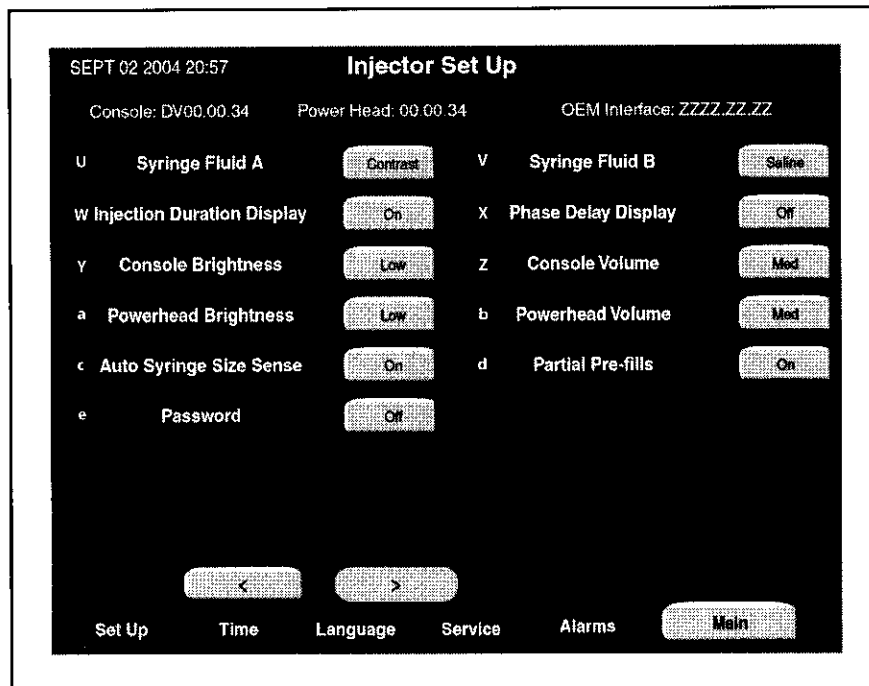 SEPT 02 2004 20:57 Injector Set Up
Console: DV00.00.34 Power Head: 00.00.34 OEM Interface: ZZZZ.ZZ.ZZ
U Syringe Fluid A Contrast V Syringe Fluid B Saline
W Injection Duration Display On X Phase Delay Display Off
Y Console Brightness Low Z Console Volume Med
a Powerhead Brightness Low b Powerhead Volume Med
c Auto Syringe Size Sense On d Partial Pre-fills On
e Password Off
< >
Set Up Time Language Service Alarms Main